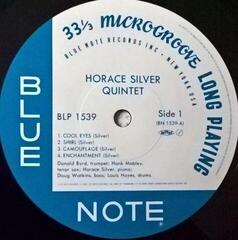 33⅓ MICROGROOVE LONG PLAYING
BLUE NOTE RECORDS INC • NEW YORK USA
HORACE SILVER
QUINTET
BLP 1539
Side 1
(BN 1539-A)
1. COOL EYES (Silver)
2. SHIRL (Silver)
3. CAMOUFLAGE (Silver)
4. ENCHANTMENT (Silver)
Donald Byrd, trumpet; Hank Mobley,
tenor sax; Horace Silver, piano;
Doug Watkins, bass; Louis Hayes, drums.
BLUE
NOTE